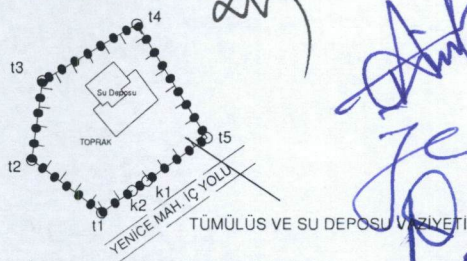 t4
t3
Su Deposu
TOPRAK
t5
t2
k1
k2
t1
YENİCE MAH. İÇ YOLU
TÜMÜLÜS VE SU DEPOSU VAZİYETİ